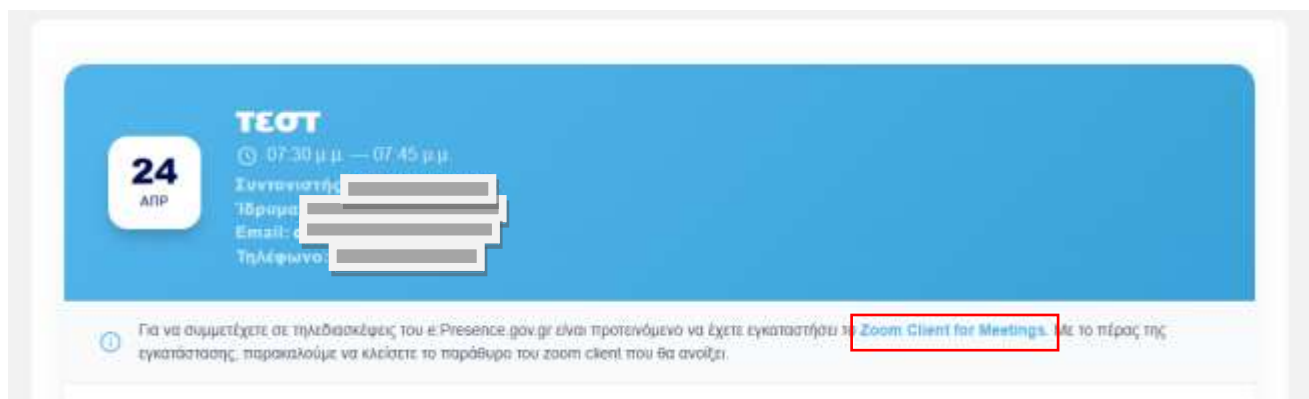 τεστ
24
ΑΠΡ
07:30 μ.μ. — 07:45 μ.μ.
Συντονιστής
Ίδρυμα:
Email:
Τηλέφωνο:
Για να συμμετέχετε σε τηλεδιασκέψεις του e:Presence.gov.gr είναι προτεινόμενο να έχετε εγκαταστήσει το Zoom Client for Meetings. Με το πέρας της
εγκατάστασης, παρακαλούμε να κλείσετε το παράθυρο του zoom client που θα ανοίξει.